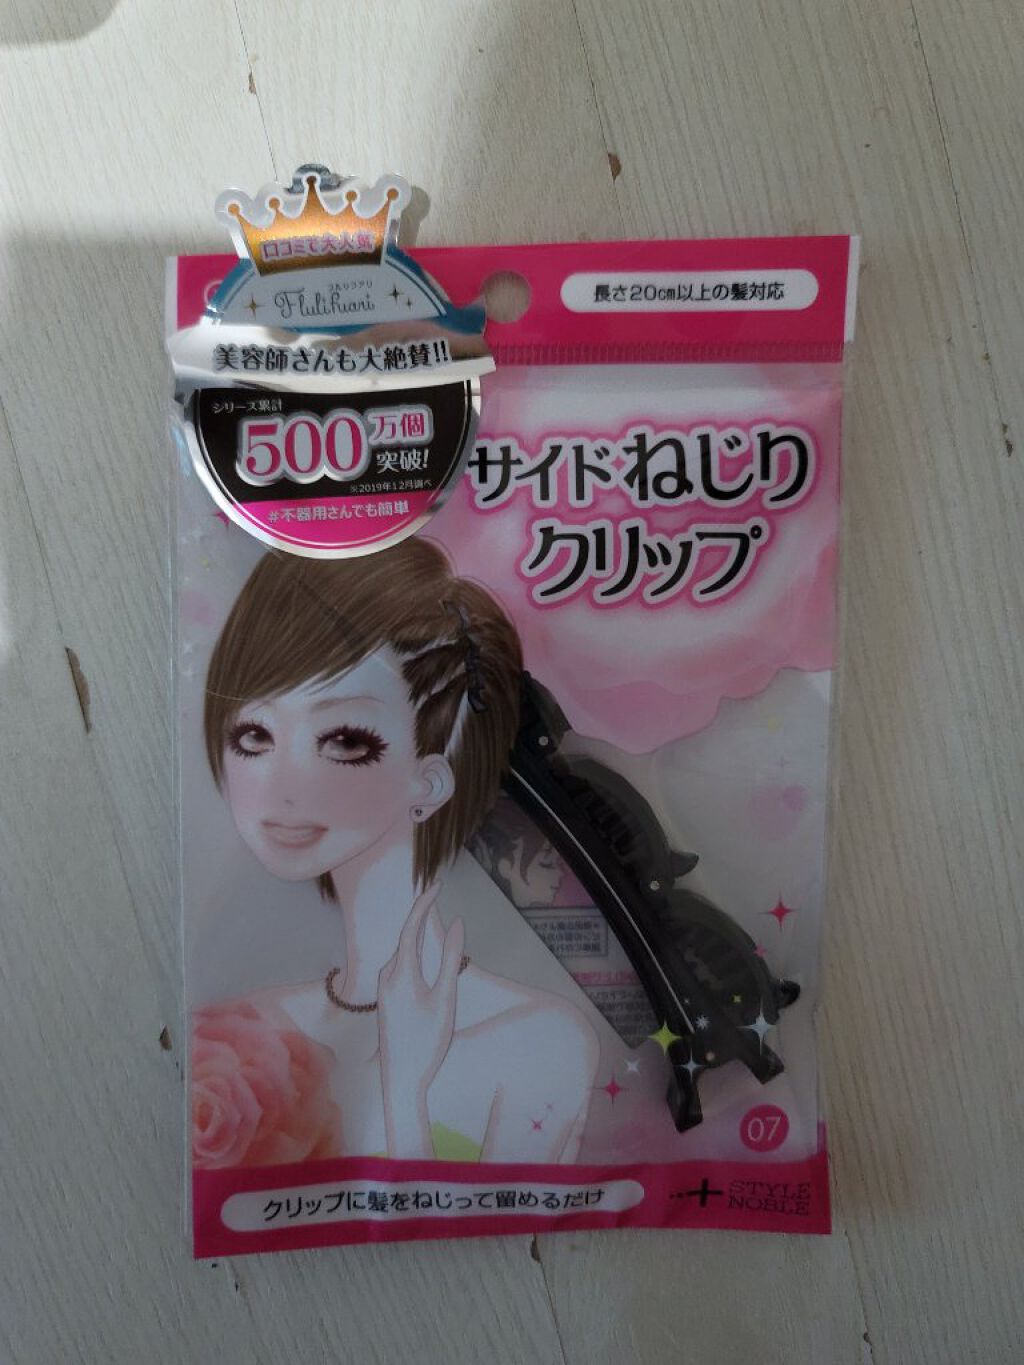 口コミで大人気
フルリフアリ
Flulifuari
長さ20cm以上の髪対応
美容師さんも大絶賛!!
シリーズ累計
500万個
突破!
※2019年12月調べ
#不器用さんでも簡単
サイドねじり
クリップ
07
クリップに髪をねじって留めるだけ
STYLE
NOBLE